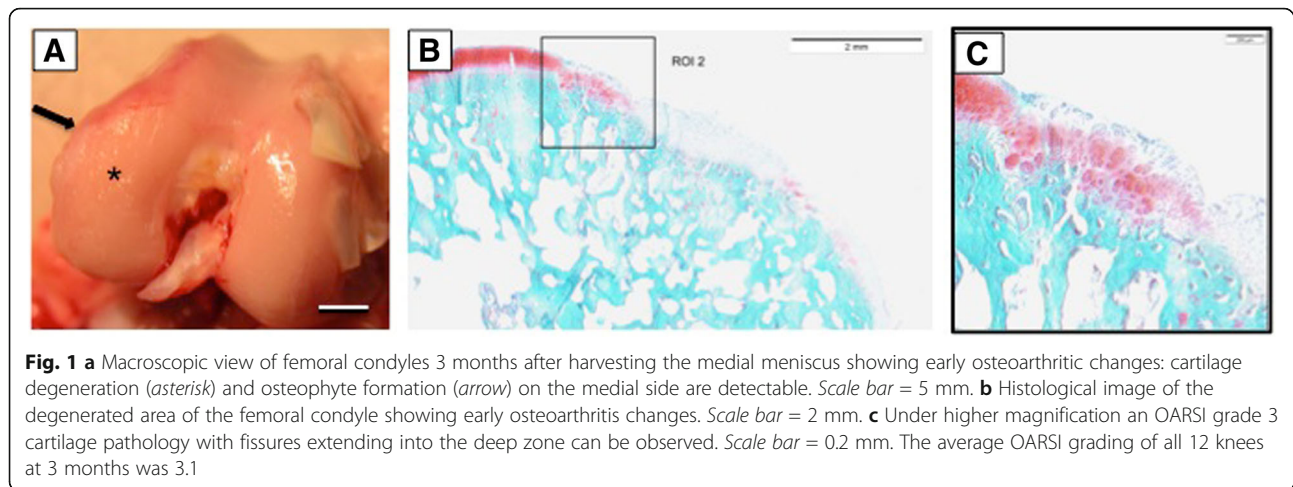 A
*
B
2 mm
ROI 2
C
Fig. 1 a Macroscopic view of femoral condyles 3 months after harvesting the medial meniscus showing early osteoarthritic changes: cartilage
degeneration (asterisk) and osteophyte formation (arrow) on the medial side are detectable. Scale bar = 5 mm. b Histological image of the
degenerated area of the femoral condyle showing early osteoarthritis changes. Scale bar = 2 mm. c Under higher magnification an OARSI grade 3
cartilage pathology with fissures extending into the deep zone can be observed. Scale bar = 0.2 mm. The average OARSI grading of all 12 knees
at 3 months was 3.1